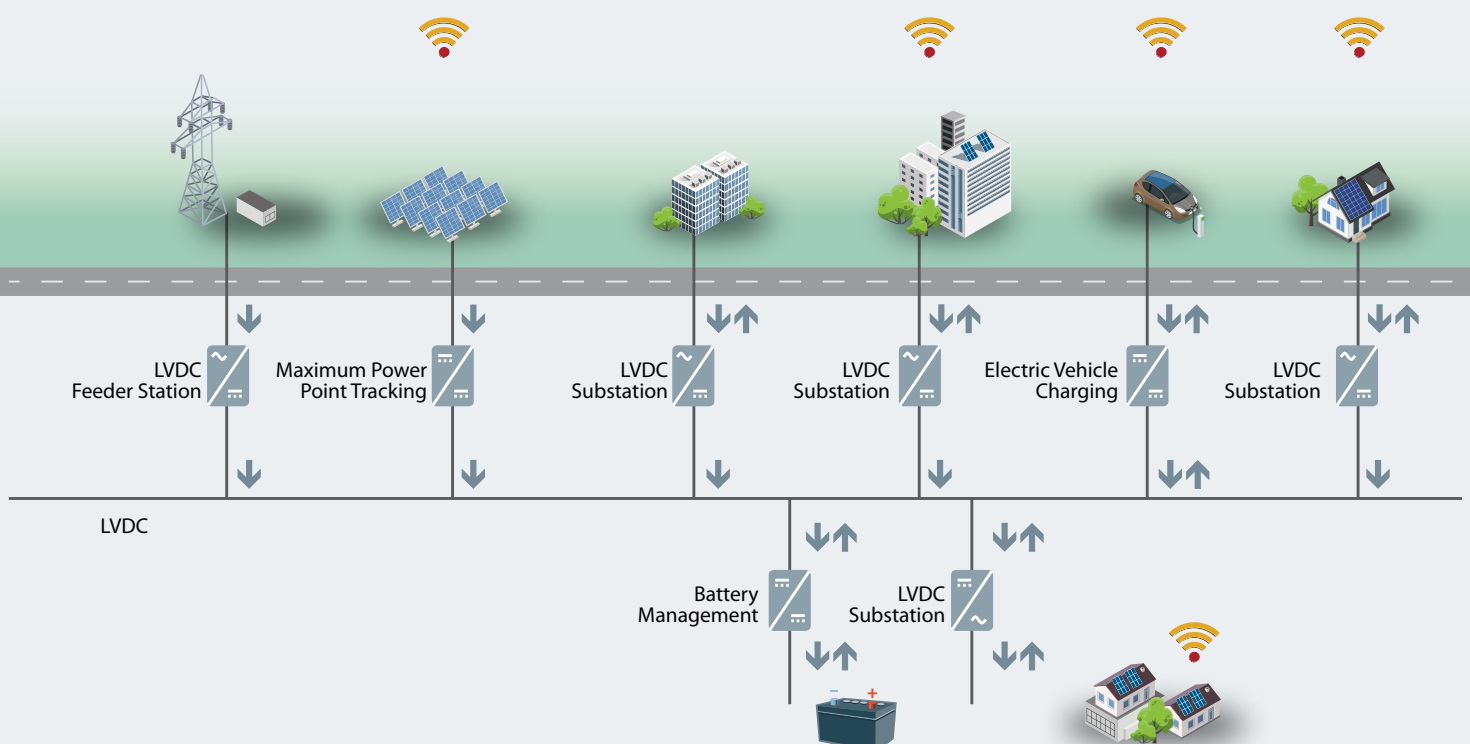 LVDC
Feeder Station
Maximum Power
Point Tracking
LVDC
Substation
LVDC
Substation
Electric Vehicle
Charging
LVDC
Substation
LVDC
Battery
Management
LVDC
Substation
− +